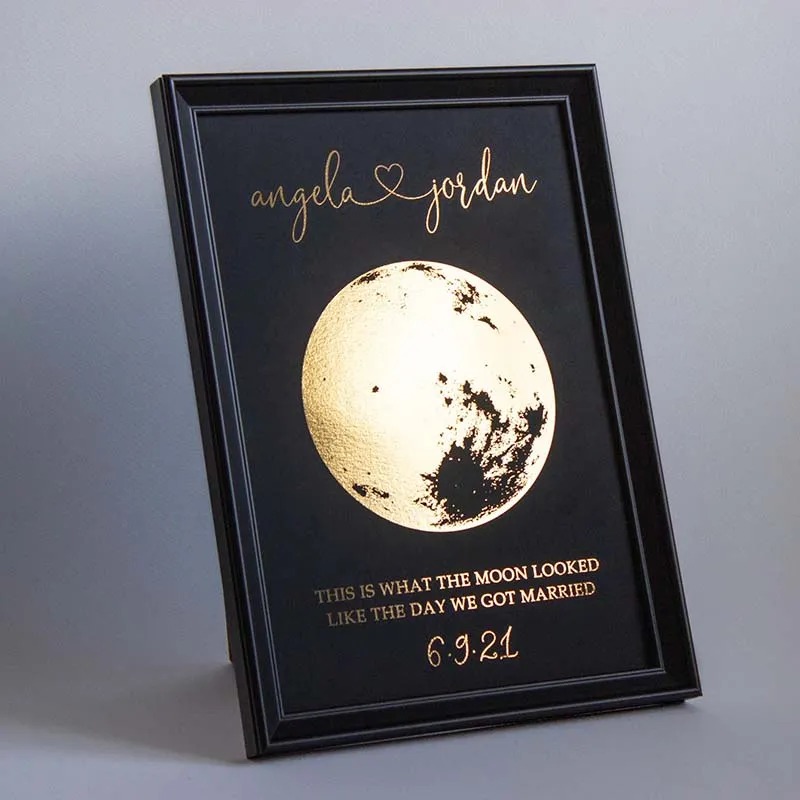 angela jordan
THIS IS WHAT THE MOON LOOKED
LIKE THE DAY WE GOT MARRIED
6.9.21